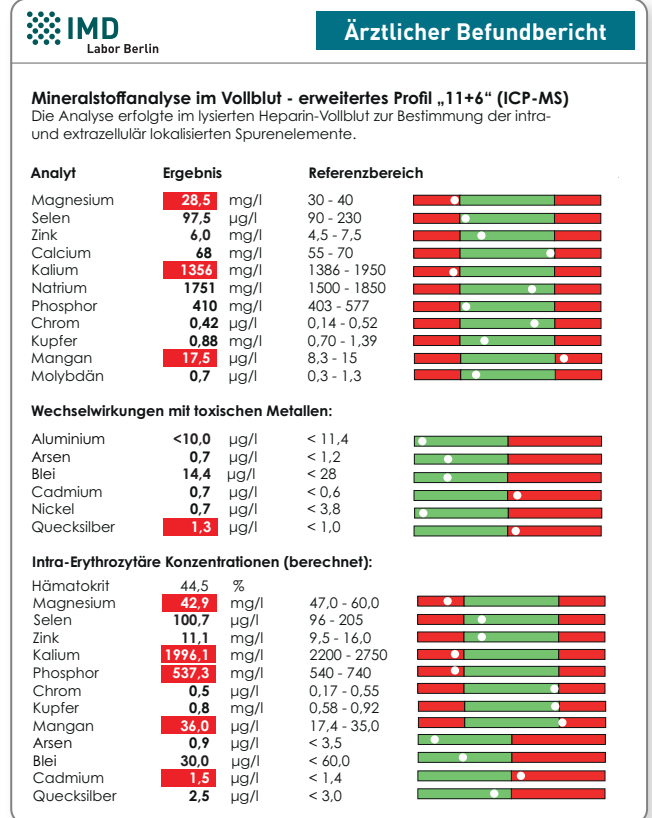 IMD
Labor Berlin
Ärztlicher Befundbericht
Mineralstoffanalyse im Vollblut - erweitertes Profil „11+6“ (ICP-MS)
Die Analyse erfolgte im lysierten Heparin-Vollblut zur Bestimmung der intra-
und extrazellulär lokalisierten Spurenelemente.
Analyt Ergebnis Referenzbereich
Magnesium 28,5 mg/l 30 - 40
Selen 97,5 µg/l 90 - 230
Zink 6,0 mg/l 4,5 - 7,5
Calcium 68 mg/l 55 - 70
Kalium 1356 mg/l 1386 - 1950
Natrium 1751 mg/l 1500 - 1850
Phosphor 410 mg/l 403 - 577
Chrom 0,42 µg/l 0,14 - 0,52
Kupfer 0,88 mg/l 0,70 - 1,39
Mangan 17,5 µg/l 8,3 - 15
Molybdän 0,7 µg/l 0,3 - 1,3
Wechselwirkungen mit toxischen Metallen:
Aluminium <10,0 µg/l < 11,4
Arsen 0,7 µg/l < 1,2
Blei 14,4 µg/l < 28
Cadmium 0,7 µg/l < 0,6
Nickel 0,7 µg/l < 3,8
Quecksilber 1,3 µg/l < 1,0
Intra-Erythrozytäre Konzentrationen (berechnet):
Hämatokrit 44,5 %
Magnesium 42,9 mg/l 47,0 - 60,0
Selen 100,7 µg/l 96 - 205
Zink 11,1 mg/l 9,5 - 16,0
Kalium 1996,1 mg/l 2200 - 2750
Phosphor 537,3 mg/l 540 - 740
Chrom 0,5 µg/l 0,17 - 0,55
Kupfer 0,8 mg/l 0,58 - 0,92
Mangan 36,0 µg/l 17,4 - 35,0
Arsen 0,9 µg/l < 3,5
Blei 30,0 µg/l < 60,0
Cadmium 1,5 µg/l < 1,4
Quecksilber 2,5 µg/l < 3,0